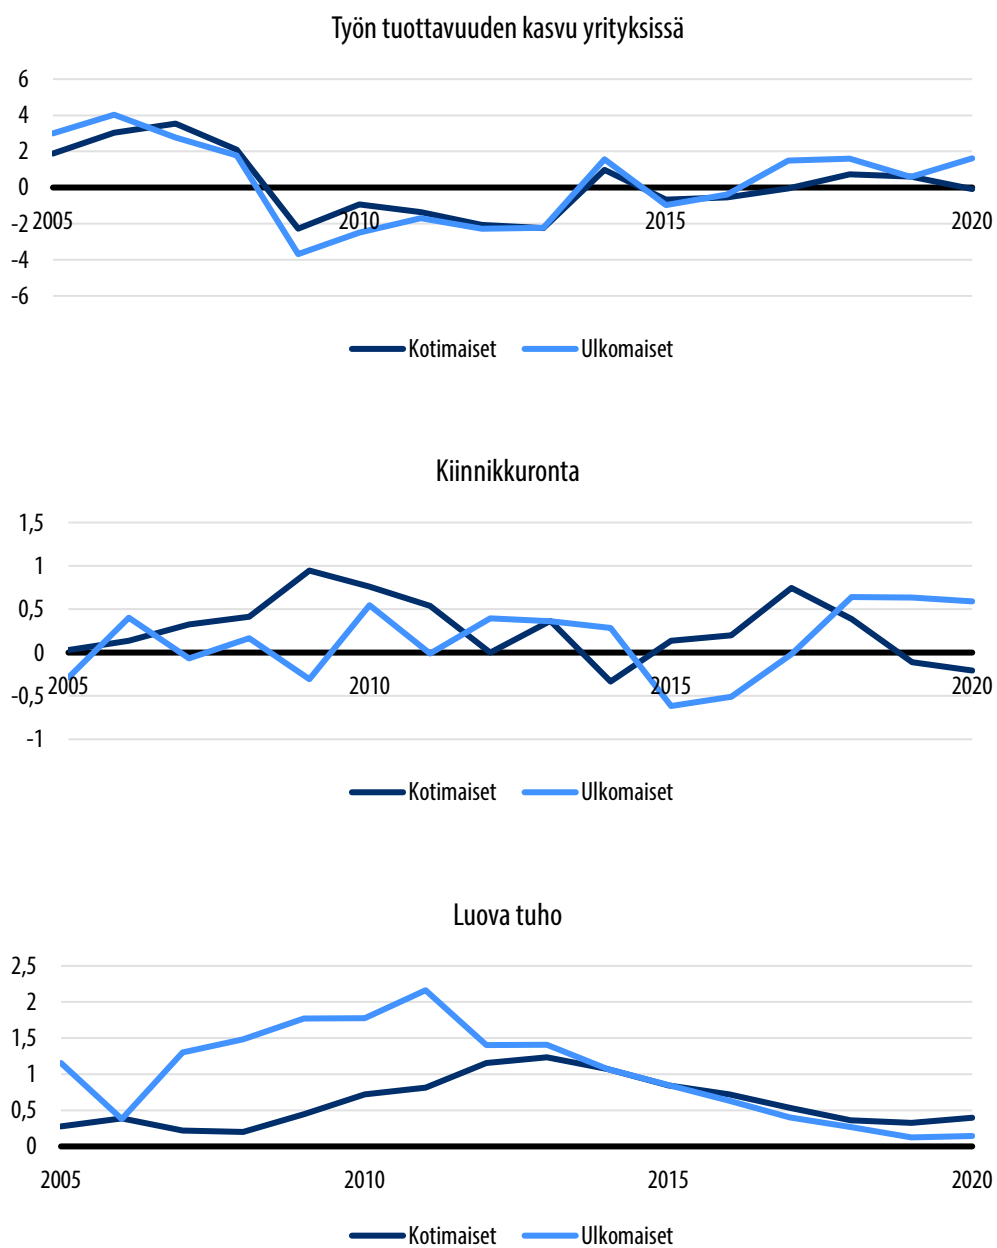 Työn tuottavuuden kasvu yrityksissä
6
4
2
0
-2
-4
-6
2005 2010 2015 2020
Kotimaiset Ulkomaiset
Kiinnikkuronta
1,5
1
0,5
0
-0,5
-1
2005 2010 2015 2020
Kotimaiset Ulkomaiset
Luova tuho
2,5
2
1,5
1
0,5
0
2005 2010 2015 2020
Kotimaiset Ulkomaiset